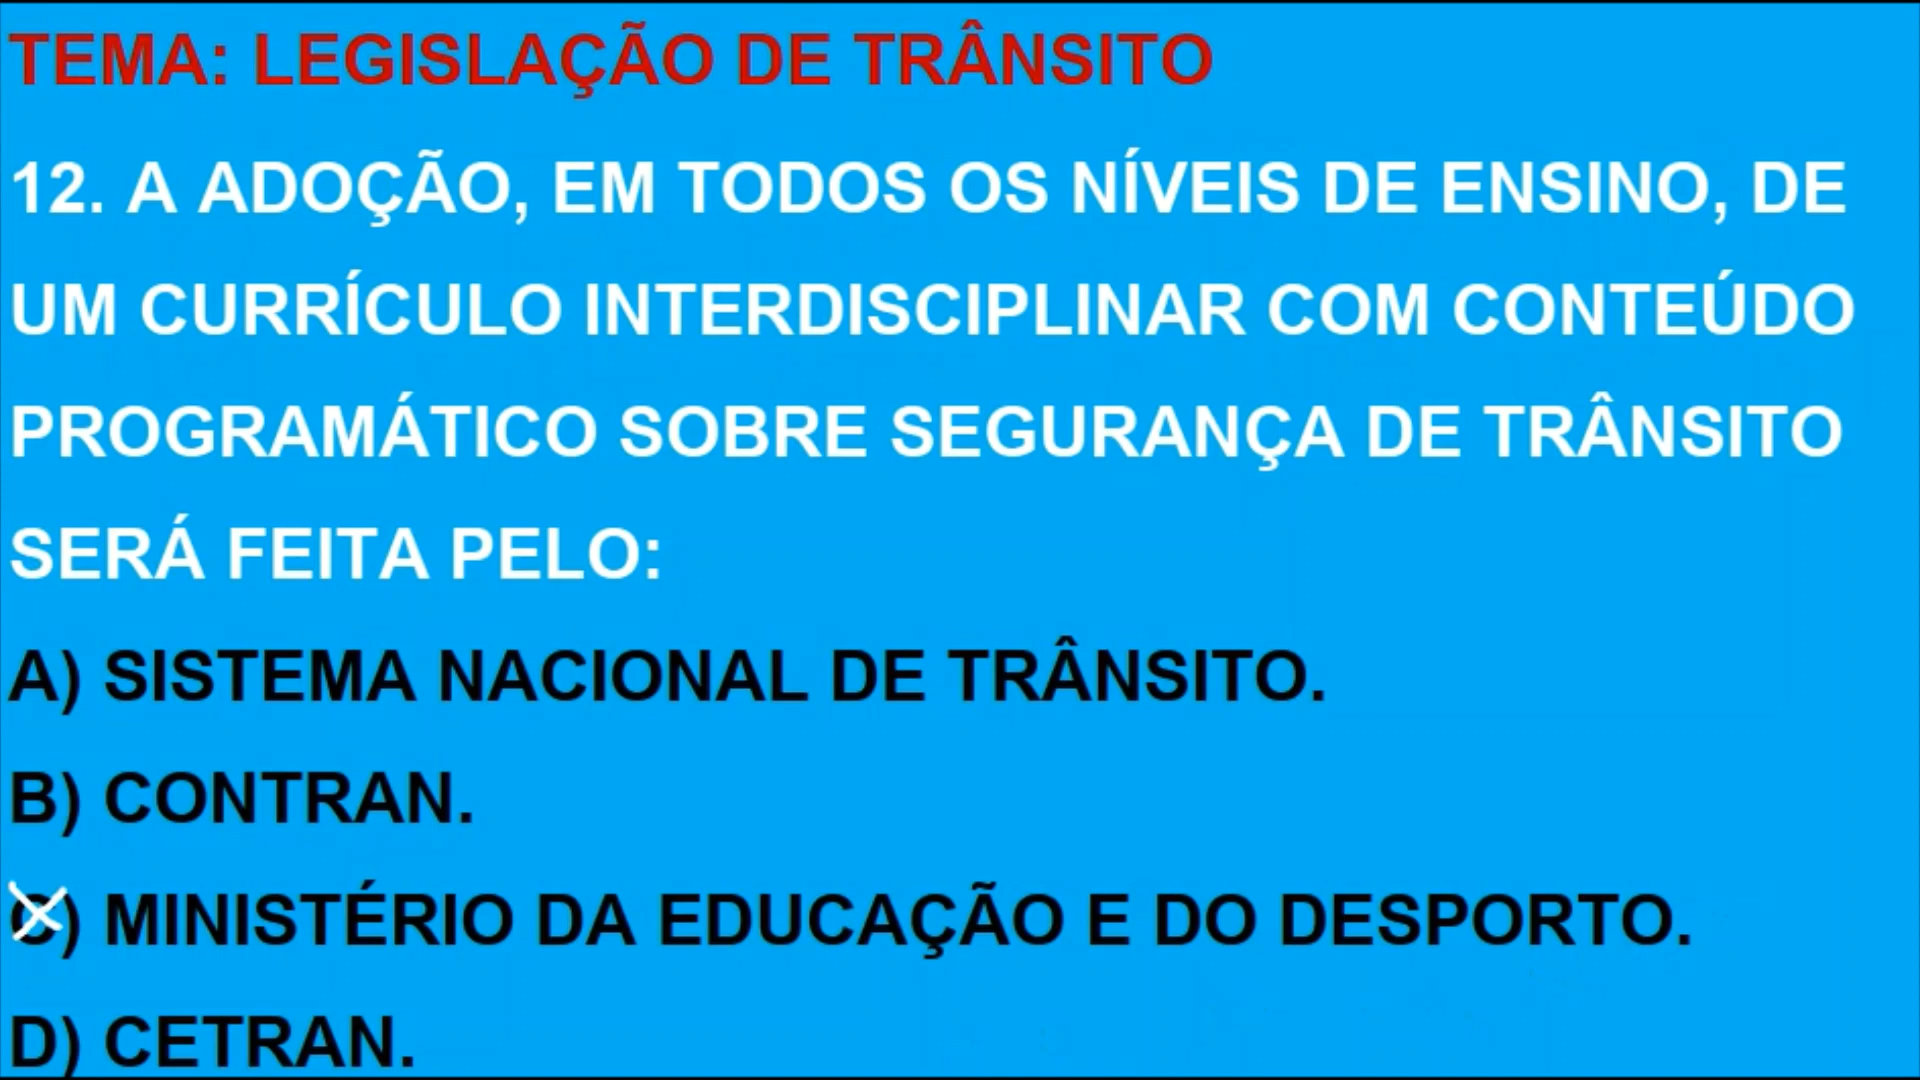 TEMA: LEGISLAÇÃO DE TRÂNSITO
12. A ADOÇÃO, EM TODOS OS NÍVEIS DE ENSINO, DE
UM CURRÍCULO INTERDISCIPLINAR COM CONTEÚDO
PROGRAMÁTICO SOBRE SEGURANÇA DE TRÂNSITO
SERÁ FEITA PELO:
A) SISTEMA NACIONAL DE TRÂNSITO.
B) CONTRAN.
C) MINISTÉRIO DA EDUCAÇÃO E DO DESPORTO.
D) CETRAN.